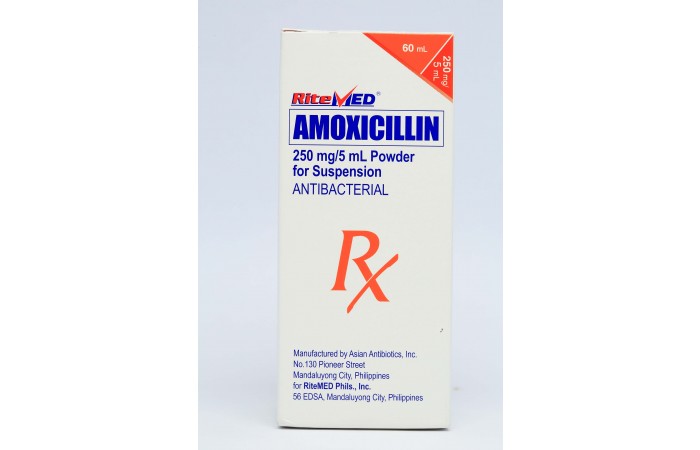 60 mL
250 mg/
5 mL
RiteMED®
AMOXICILLIN
250 mg/5 mL Powder
for Suspension
ANTIBACTERIAL
Rx
Manufactured by Asian Antibiotics, Inc.
No.130 Pioneer Street
Mandaluyong City, Philippines
for RiteMED Phils., Inc.
56 EDSA, Mandaluyong City, Philippines